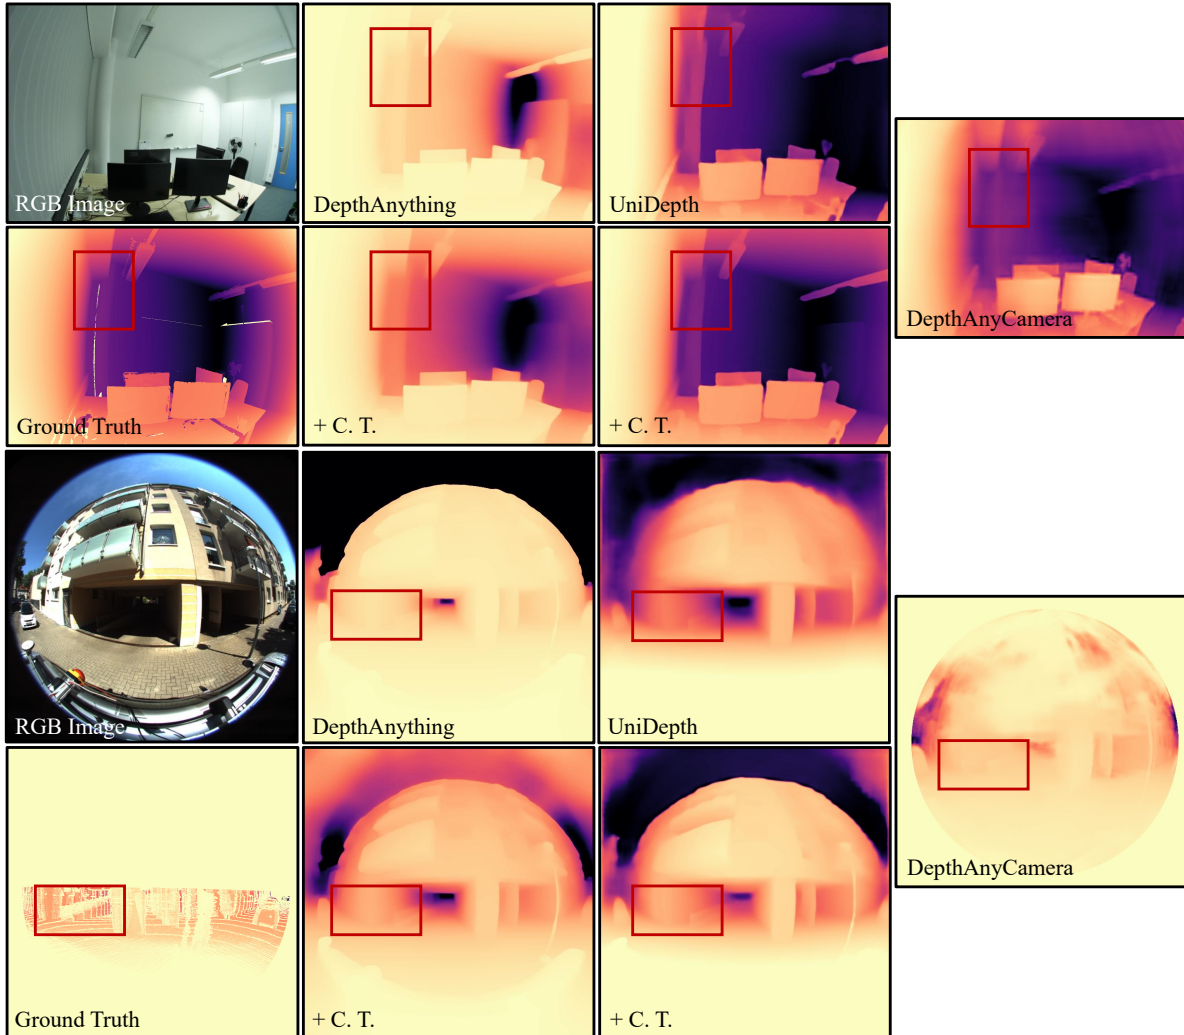 RGB Image
DepthAnything
UniDepth
DepthAnyCamera
Ground Truth
+ C. T.
+ C. T.
RGB Image
DepthAnything
UniDepth
DepthAnyCamera
Ground Truth
+ C. T.
+ C. T.